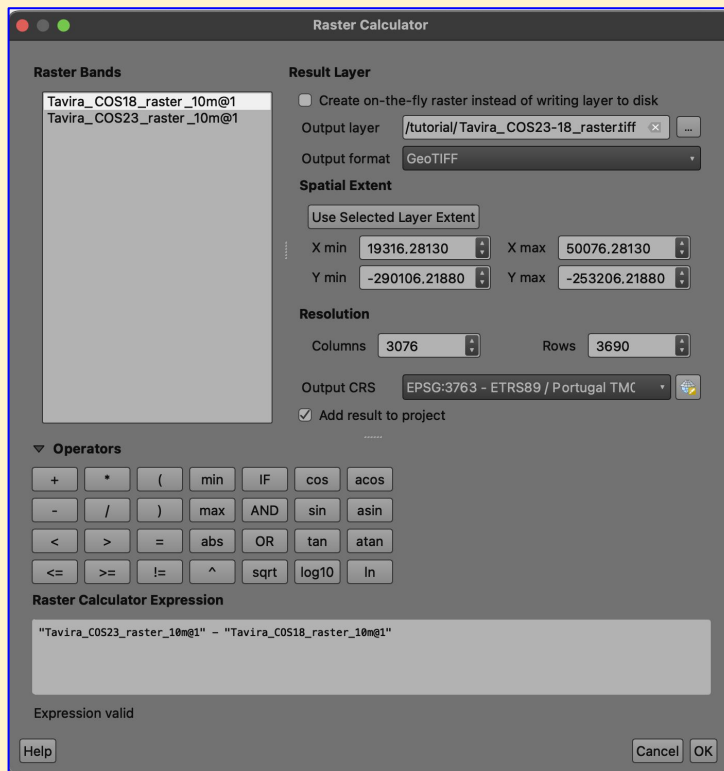 Raster Calculator
Raster Bands
Tavira_COS18_raster_10m@1
Tavira_COS23_raster_10m@1
Result Layer
Create on-the-fly raster instead of writing layer to disk
Output layer /tutorial/Tavira_COS23-18_raster.tiff ...
Output format GeoTIFF
Spatial Extent
Use Selected Layer Extent
X min 19316,28130 X max 50076,28130
Y min -290106,21880 Y max -253206,21880
Resolution
Columns 3076 Rows 3690
Output CRS EPSG:3763 - ETRS89 / Portugal TM0
Add result to project
Operators
+ * ( min IF cos acos
- / ) max AND sin asin
< > = abs OR tan atan
<= >= != ^ sqrt log10 ln
Raster Calculator Expression
"Tavira_COS23_raster_10m@1" - "Tavira_COS18_raster_10m@1"
Expression valid
Help Cancel OK